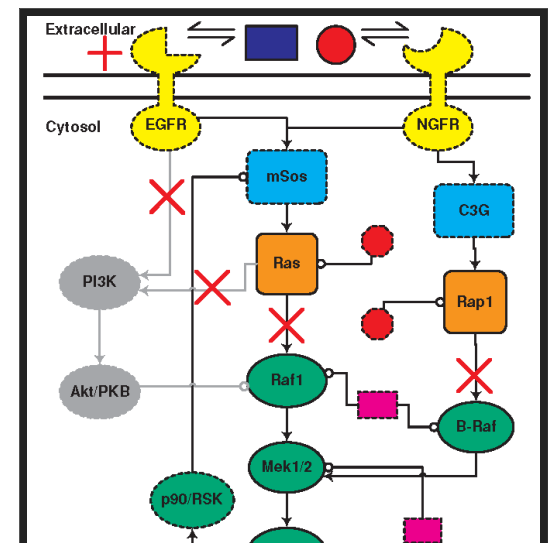 Extracellular
Cytosol
EGFR
NGFR
mSos
C3G
Ras
PI3K
Rap1
Raf1
Akt/PKB
B-Raf
Mek1/2
p90/RSK